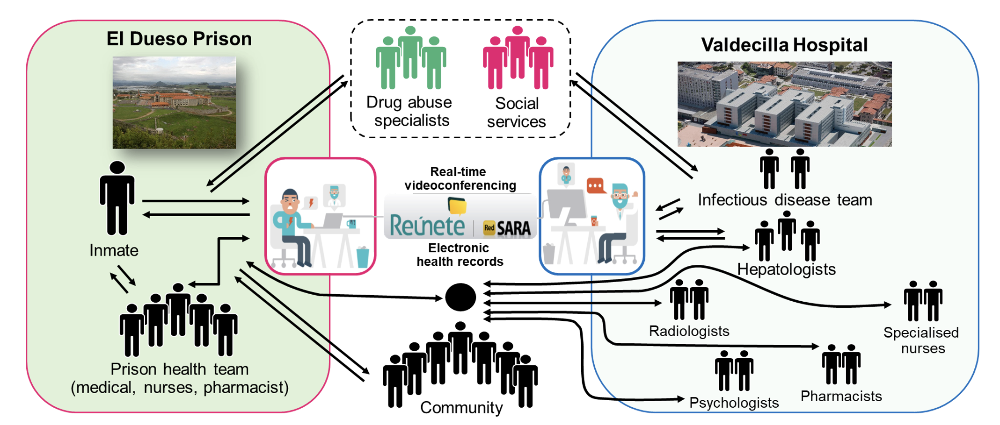 El Dueso Prison
Drug abuse
specialists
Social
services
Valdecilla Hospital
Real-time
videoconferencing
Reúnete
Red SARA
Electronic
health records
Inmate
Prison health team
(medical, nurses, pharmacist)
Community
Infectious disease team
Hepatologists
Radiologists
Specialised
nurses
Psychologists
Pharmacists